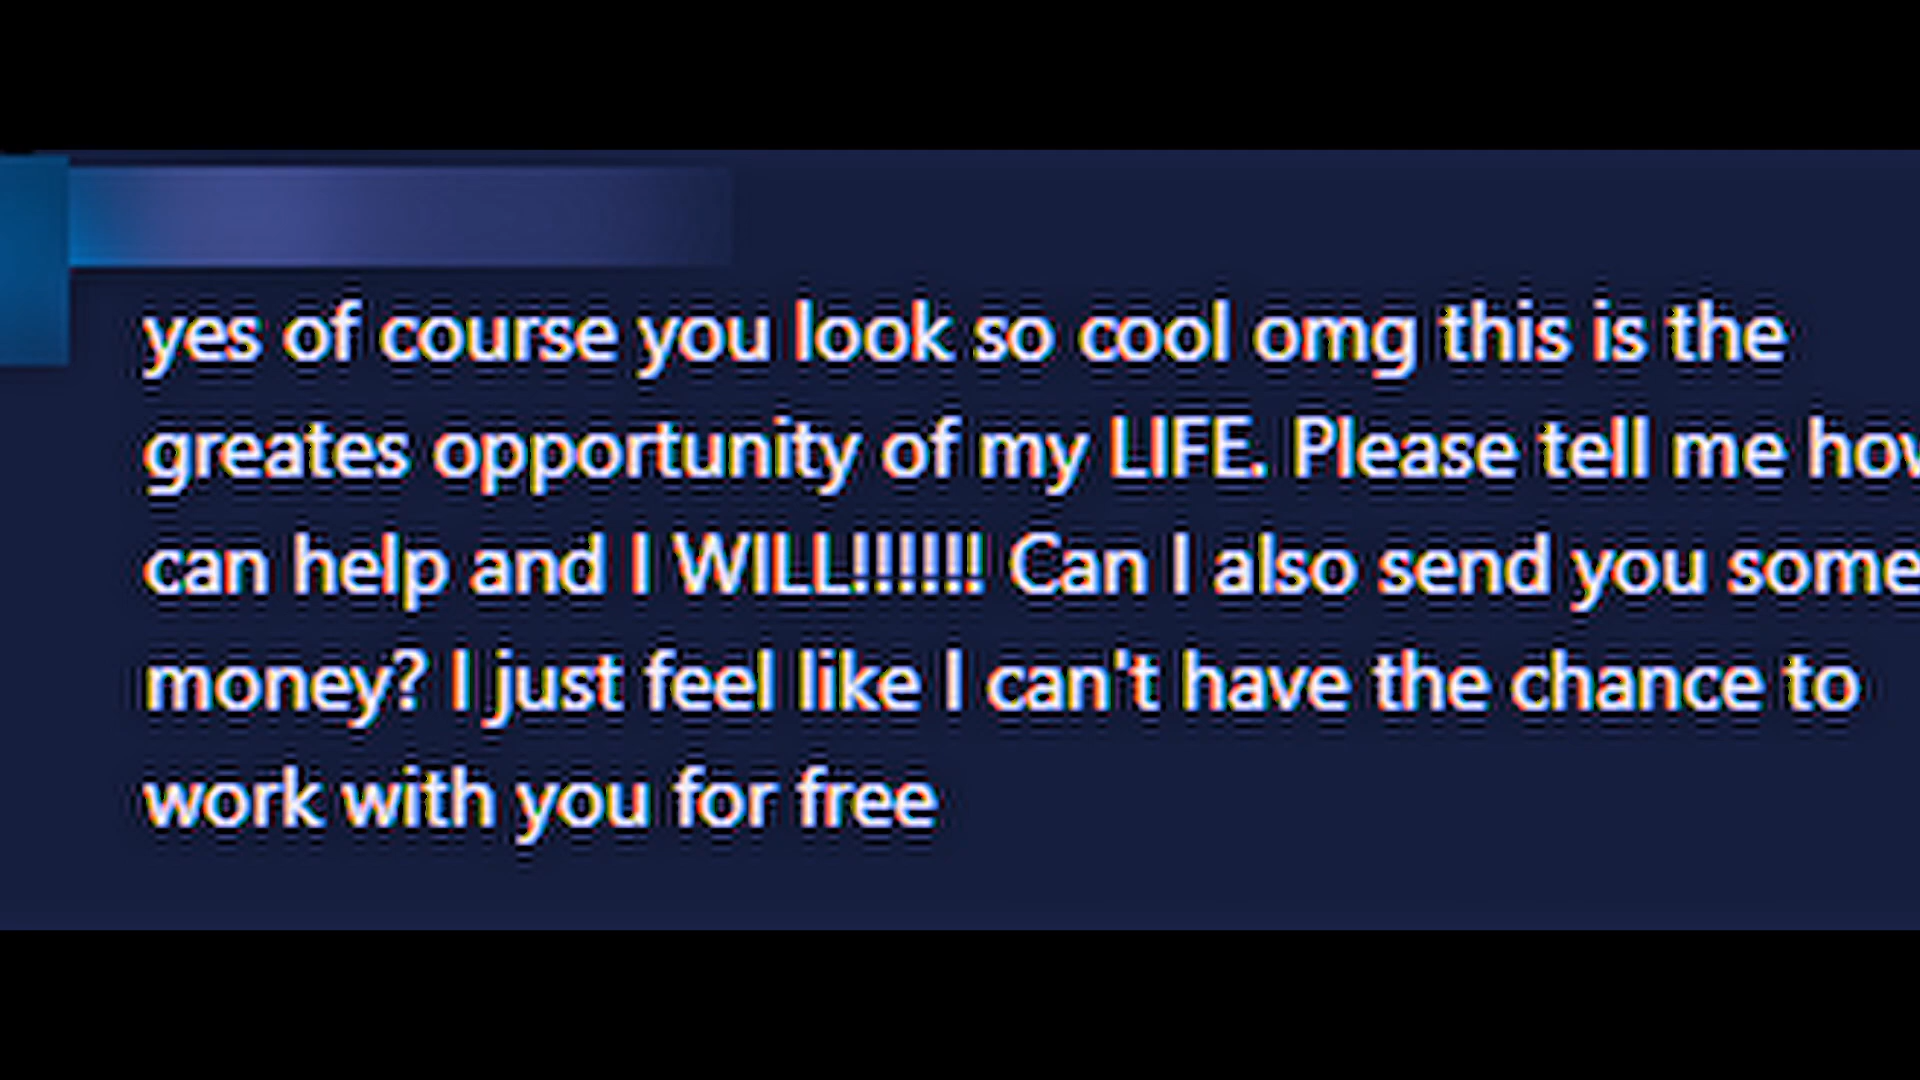 yes of course you look so cool omg this is the
greates opportunity of my LIFE. Please tell me
can help and I WILL!!!!!! Can I also send you some
money? I just feel like I can't have the chance to
work with you for free